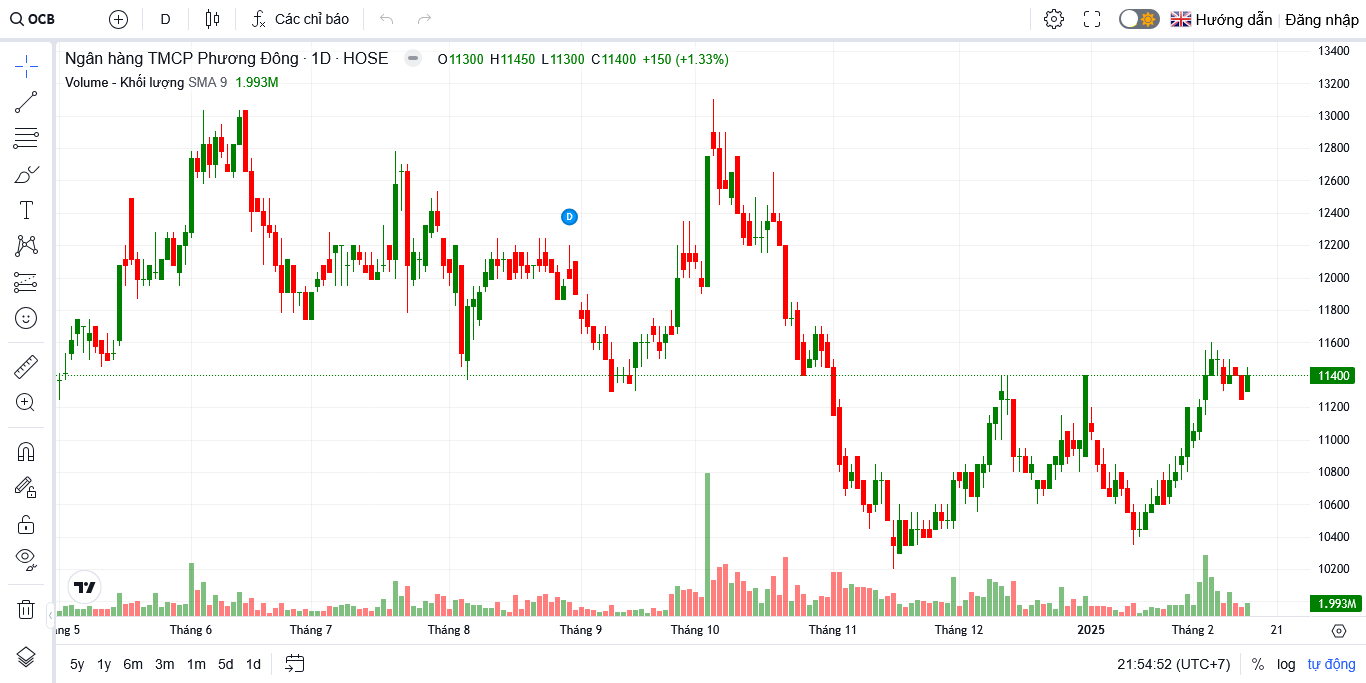 OCB D Các chỉ báo Hướng dẫn Đăng nhập
Ngân hàng TMCP Phương Đông · 1D · HOSE O11300 H11450 L11300 C11400 +150 (+1.33%)
Volume - Khối lượng SMA 9 1.993M
13400
13200
13000
12800
12600
12400
D
12200
12000
11800
11600
11400
11200
11000
10800
10600
10400
10200
1.993M
ng 5 Tháng 6 Tháng 7 Tháng 8 Tháng 9 Tháng 10 Tháng 11 Tháng 12 2025 Tháng 2 21
5y 1y 6m 3m 1m 5d 1d 21:54:52 (UTC+7) % log tự động